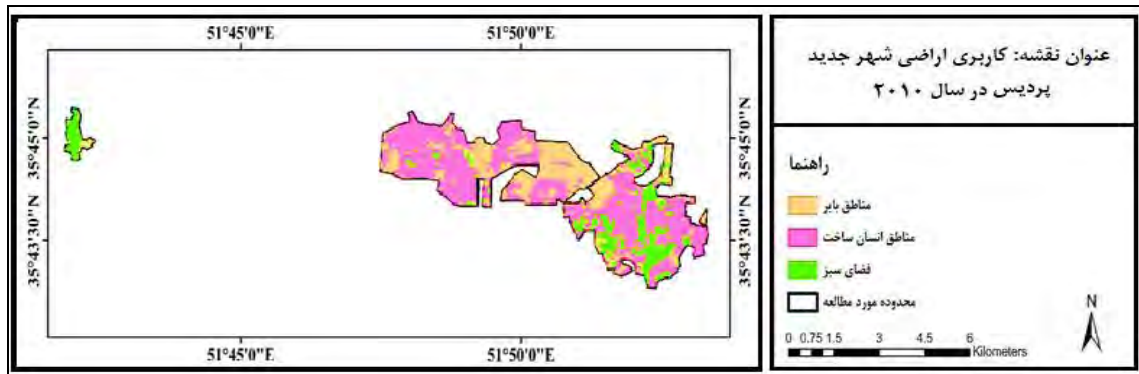 51°45'0"E 51°50'0"E
35°45'0"N 35°45'0"N
35°43'30"N 35°43'30"N
51°45'0"E 51°50'0"E
عنوان نقشه: کاربری اراضی شهر جدید
پردیس در سال ۲۰۱۰
راهنما
مناطق بایر
مناطق انسان ساخت
فضای سبز
محدوده مورد مطالعه
N
0 0.75 1.5 3 4.5 6
Kilometers